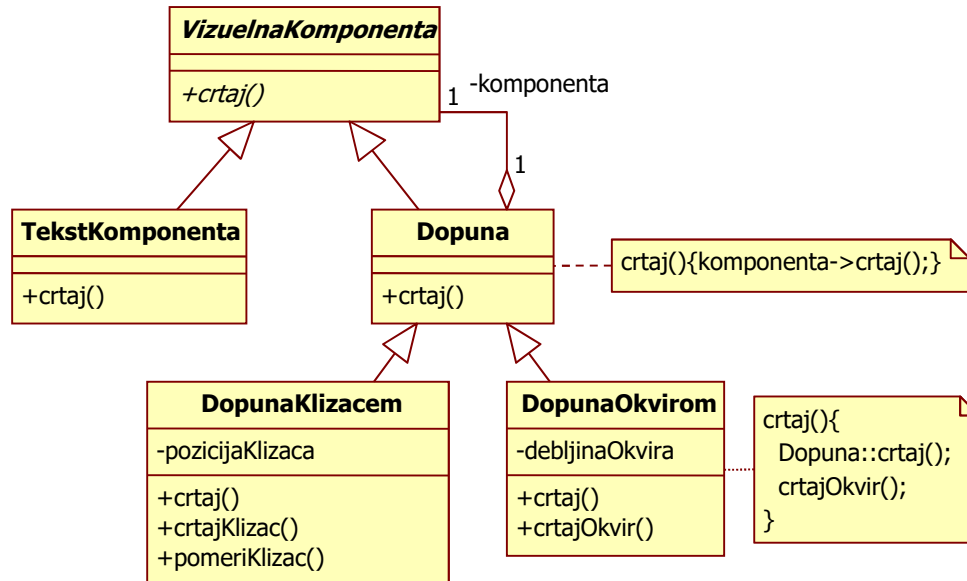 VizuelnaKomponenta
+crtaj()
-komponenta
1
1
TekstKomponenta
+crtaj()
Dopuna
+crtaj()
crtaj(){komponenta->crtaj();}
DopunaKlizacem
-pozicijaKlizaca
+crtaj()
+crtajKlizac()
+pomeriKlizac()
DopunaOkvirom
-debljinaOkvira
+crtaj()
+crtajOkvir()
crtaj(){
Dopuna::crtaj();
crtajOkvir();
}